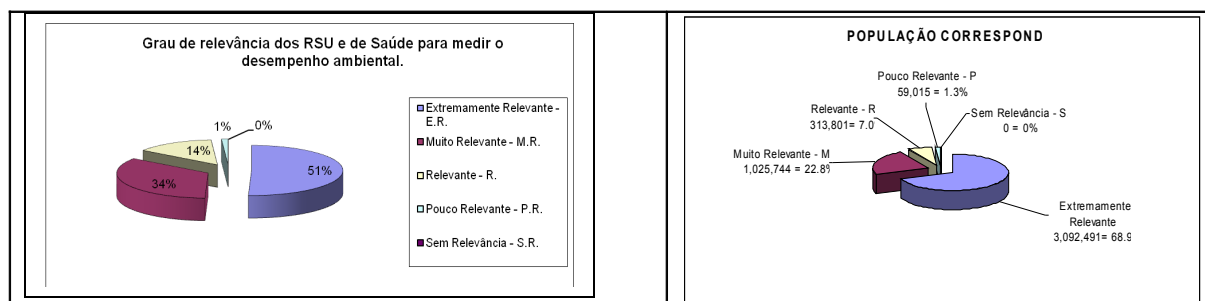 Grau de relevância dos RSU e de Saúde para medir o
desempenho ambiental.
1%
0%
14%
34%
51%
Extremamente Relevante -
E.R.
Muito Relevante - M.R.
Relevante - R.
Pouco Relevante - P.R.
Sem Relevância - S.R.
POPULAÇÃO CORRESPOND
Pouco Relevante - P
59,015 = 1.3%
Sem Relevância - S
0 = 0%
Relevante - R
313,801= 7.0
Muito Relevante - M
1,025,744 = 22.8%
Extremamente
Relevante
3,092,491= 68.9